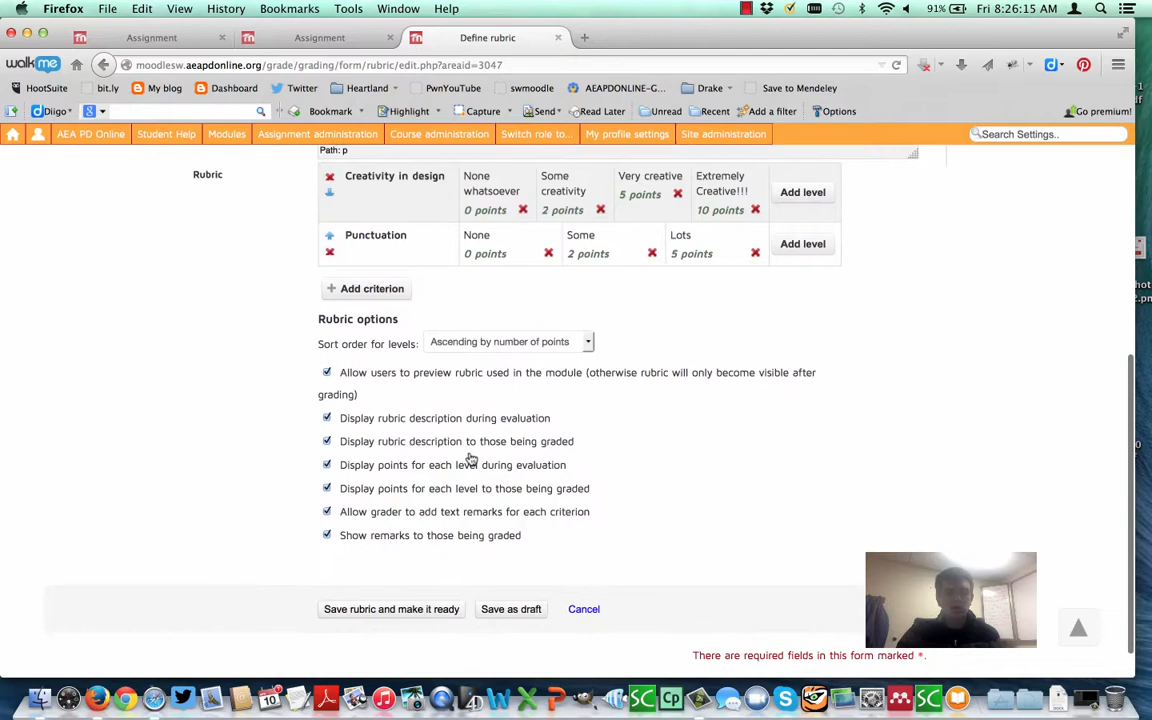 Firefox File Edit View History Bookmarks Tools Window Help 91% Fri 8:26:15 AM
Assignment Assignment Define rubric
walkme moodlesw.aeapdonline.org/grade/grading/form/rubric/edit.php?areaid=3047
HootSuite bit.ly My blog Dashboard Twitter Heartland PwnYouTube swmoodle AEAPDONLINE-G... Drake Save to Mendeley
Diigo Bookmark Highlight Capture Send Read Later Unread Recent Add a filter Options Go premium!
AEA PD Online Student Help Modules Assignment administration Course administration Switch role to... My profile settings Site administration Search Settings..
Path: p
Rubric
Creativity in design None whatsoever 0 points Some creativity 2 points Very creative 5 points Extremely Creative!!! 10 points Add level
Punctuation None 0 points Some 2 points Lots 5 points Add level
+ Add criterion
Rubric options
Sort order for levels: Ascending by number of points
Allow users to preview rubric used in the module (otherwise rubric will only become visible after
grading)
Display rubric description during evaluation
Display rubric description to those being graded
Display points for each level during evaluation
Display points for each level to those being graded
Allow grader to add text remarks for each criterion
Show remarks to those being graded
Save rubric and make it ready Save as draft Cancel
There are required fields in this form marked *.